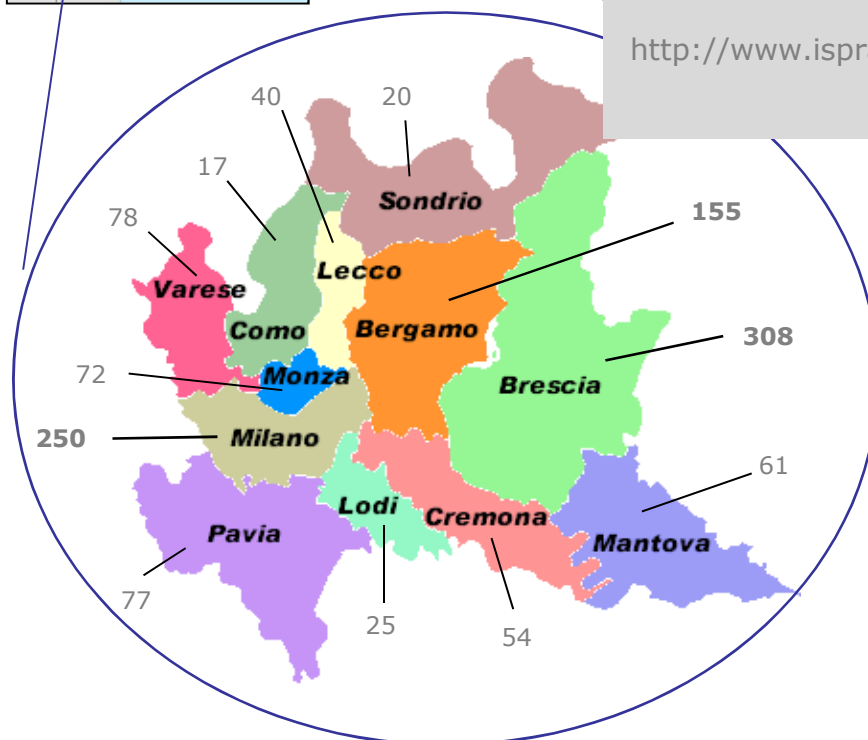 http://www.ispra
40
20
17
Sondrio
78
155
Lecco
Varese
Como
Bergamo
308
72
Monza
Brescia
250
Milano
61
Lodi
Cremona
Pavia
Mantova
77
25
54